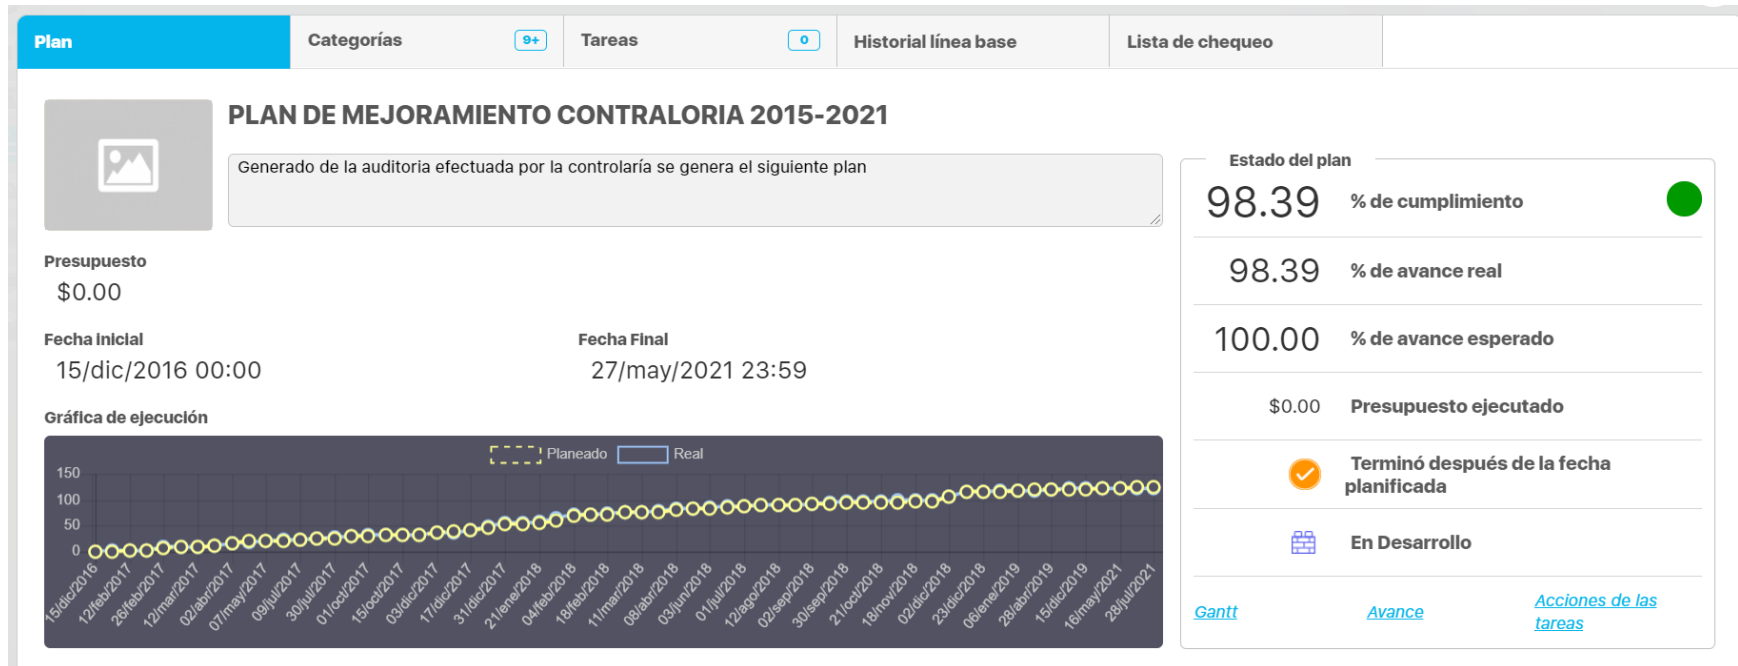 Plan
Categorías 9+
Tareas 0
Historial línea base
Lista de chequeo
PLAN DE MEJORAMIENTO CONTRALORIA 2015-2021
Generado de la auditoria efectuada por la controlaría se genera el siguiente plan
Presupuesto
$0.00
Fecha inicial
15/dic/2016 00:00
Fecha Final
27/may/2021 23:59
Gráfica de ejecución
Planeado Real
150
100
50
0
15/dic/2016 12/feb/2017 26/feb/2017 12/mar/2017 02/abr/2017 07/may/2017 09/jul/2017 30/jul/2017 01/oct/2017 15/oct/2017 03/dic/2017 17/dic/2017 31/dic/2017 21/ene/2018 04/feb/2018 18/feb/2018 11/mar/2018 08/abr/2018 03/jun/2018 01/jul/2018 12/ago/2018 02/sep/2018 30/sep/2018 21/oct/2018 18/nov/2018 02/dic/2018 23/dic/2018 06/ene/2019 28/abr/2019 15/dic/2019 16/may/2021 28/jul/2021
Estado del plan
98.39 % de cumplimiento
98.39 % de avance real
100.00 % de avance esperado
$0.00 Presupuesto ejecutado
Terminó después de la fecha
planificada
En Desarrollo
Gantt
Avance
Acciones de las
tareas